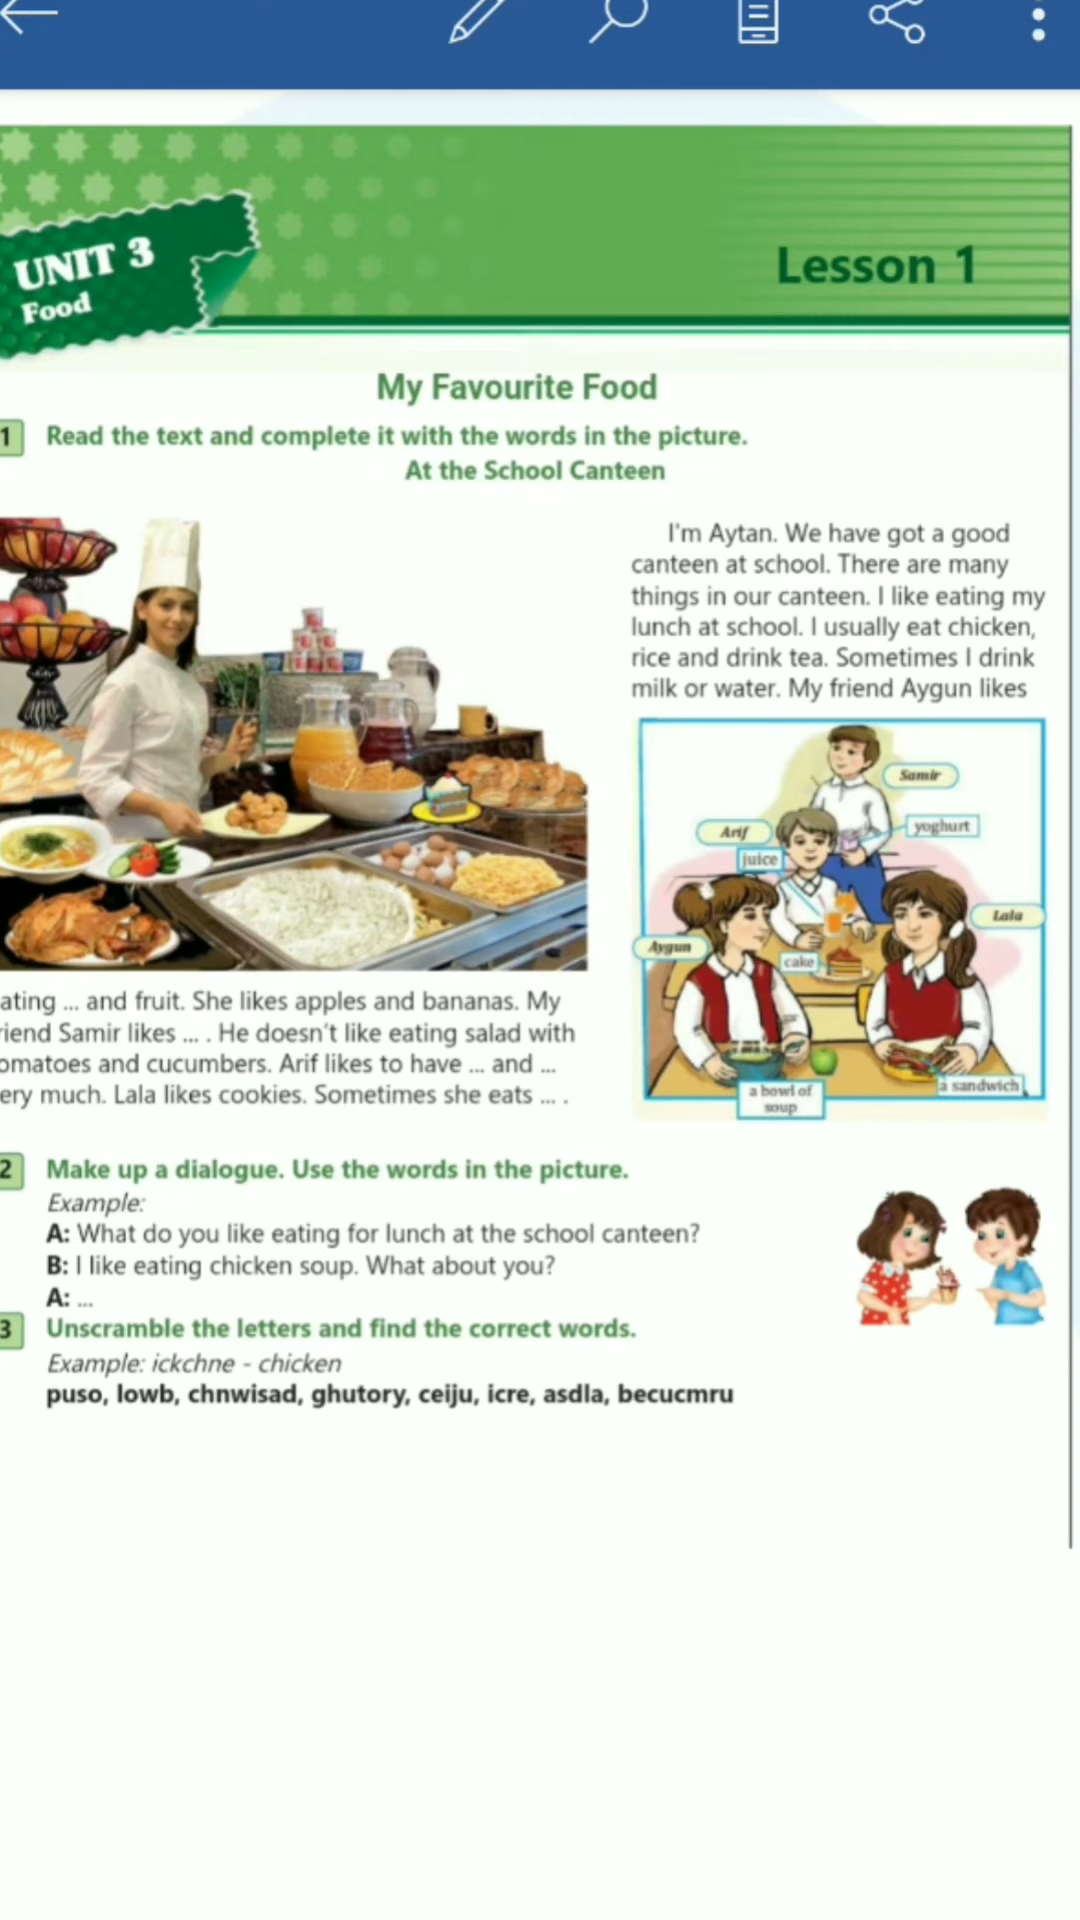 UNIT 3
Food
Lesson 1
My Favourite Food
1 Read the text and complete it with the words in the picture.
At the School Canteen
I'm Aytan. We have got a good
canteen at school. There are many
things in our canteen. I like eating my
lunch at school. I usually eat chicken,
rice and drink tea. Sometimes I drink
milk or water. My friend Aygun likes
Samir
yoghurt
Arif
juice
Lala
Aygun
cake
a sandwich
a bowl of
soup
ating ... and fruit. She likes apples and bananas. My
riend Samir likes ... . He doesn't like eating salad with
omatoes and cucumbers. Arif likes to have ... and ...
ery much. Lala likes cookies. Sometimes she eats ... .
2 Make up a dialogue. Use the words in the picture.
Example:
A: What do you like eating for lunch at the school canteen?
B: I like eating chicken soup. What about you?
A: ...
3 Unscramble the letters and find the correct words.
Example: ickchne - chicken
puso, lowb, chnwisad, ghutory, ceiju, icre, asdla, becucmru